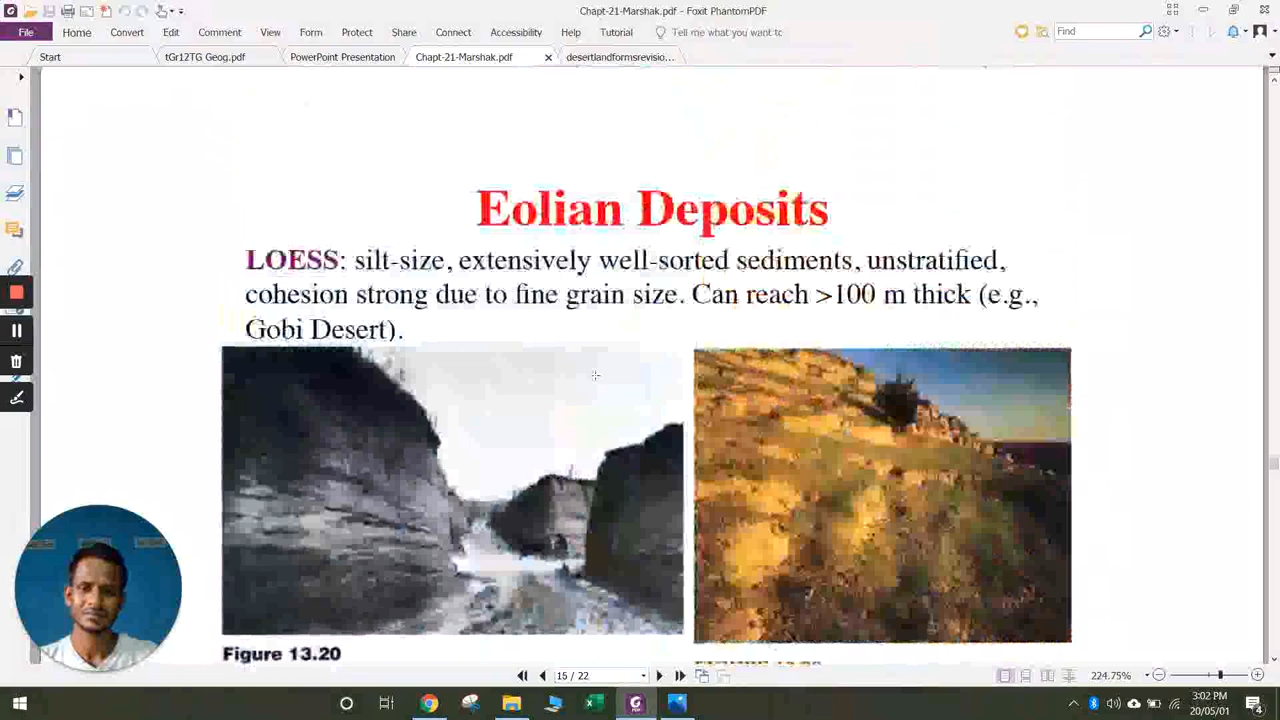 Chapt-21-Marshak.pdf - Foxit PhantomPDF
File Home Convert Edit Comment View Form Protect Share Connect Accessibility Help Tutorial Tell me what you want to Find
Start tGr12TG Geog.pdf PowerPoint Presentation Chapt-21-Marshak.pdf desertlandformsrevisio...
Eolian Deposits
LOESS: silt-size, extensively well-sorted sediments, unstratified,
cohesion strong due to fine grain size. Can reach >100 m thick (e.g.,
Gobi Desert).
Figure 13.20
15 / 22
224.75%
3:02 PM
20/05/01